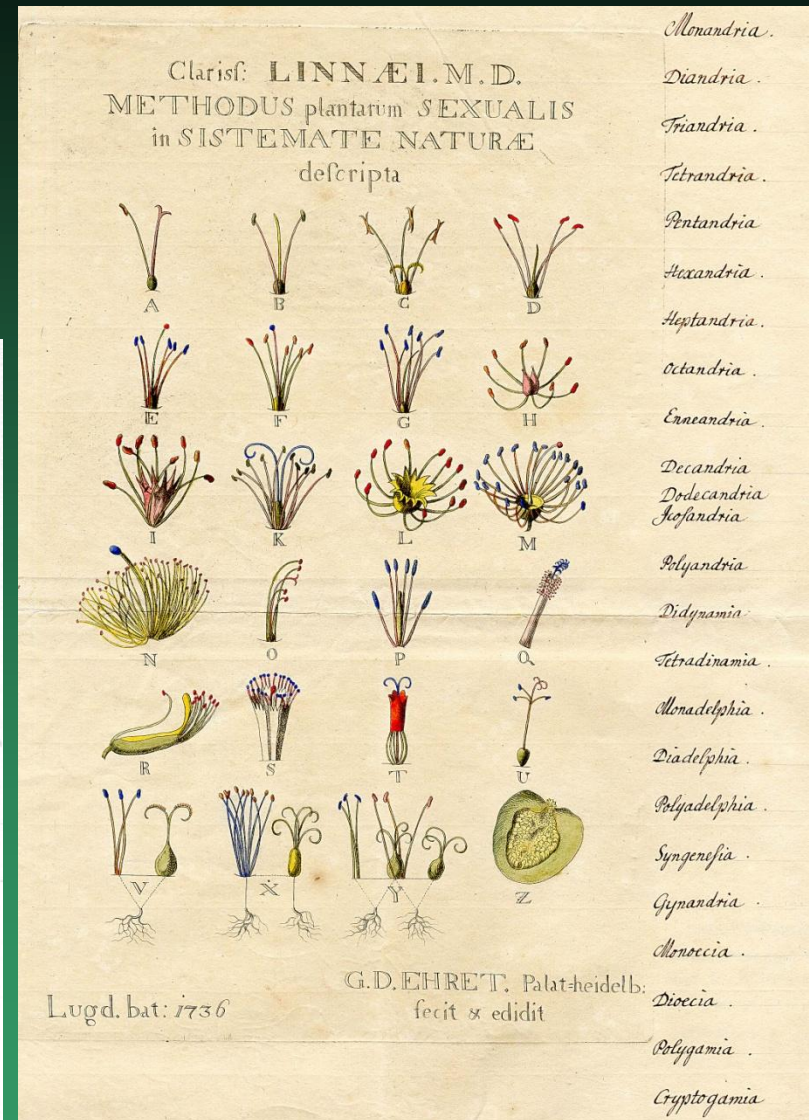 Clarisſ: LINNÆI. M. D.
METHODUS plantarum SEXUALIS
in SISTEMATE NATURÆ
deſcripta
A B C D
E F G H
I K L M
N O P Q
R S T U
V X Y Z
Lugd. bat: 1736
G.D. EHRET. Palat=heidelb:
fecit & edidit
Monandria.
Diandria.
Triandria.
Tetrandria.
Pentandria
Hexandria.
Heptandria.
Octandria.
Enneandria.
Decandria
Dodecandria
Jcoſandria
Polyandria
Didynamia
Tetradinamia.
Monadelphia.
Diadelphia.
Polyadelphia.
Syngeneſia.
Gynandria.
Monoecia.
Dioecia.
Polygamia.
Cryptogamia